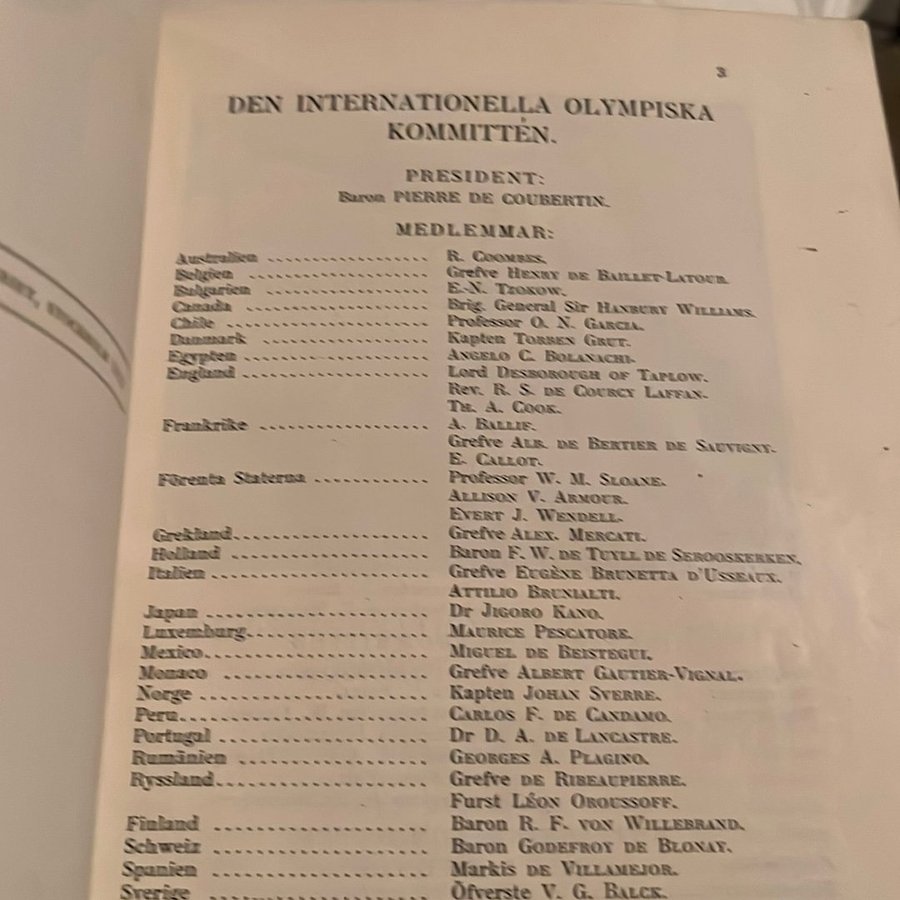 3
DEN INTERNATIONELLA OLYMPISKA
KOMMITTÉN.
PRESIDENT:
Baron PIERRE DE COUBERTIN.
MEDLEMMAR:
Australien .................. R. COOMBES.
Belgien .................. Grefve HENRY DE BAILLET-LATOUR.
Bulgarien .................. E.-N. TZOKOW.
Canada .................. Brig. General Sir HANBURY WILLIAMS.
Chile .................. Professor O. N. GARCIA.
Danmark .................. Kapten TORBEN GRUT.
Egypten .................. ANGELO C. BOLANACHI.
England .................. Lord DESBOROUGH OF TAPLOW.
Rev. R. S. DE COURCY LAFFAN.
TH. A. COOK.
Frankrike .................. A. BALLIF.
Grefve ALB. DE BERTIER DE SAUVIGNY.
E. CALLOT.
Förenta Staterna ............ Professor W. M. SLOANE.
ALLISON V. ARMOUR.
EVERT J. WENDELL.
Grekland .................. Grefve ALEX. MERCATI.
Holland .................. Baron F. W. DE TUYLL DE SEROOSKERKEN.
Italien .................. Grefve EUGÈNE BRUNETTA D'USSEAUX.
ATTILIO BRUNIALTI.
Japan .................. Dr JIGORO KANO.
Luxemburg .................. MAURICE PESCATORE.
Mexico .................. MIGUEL DE BEISTEGUI.
Monaco .................. Grefve ALBERT GAUTIER-VIGNAL.
Norge .................. Kapten JOHAN SVERRE.
Peru .................. CARLOS F. DE CANDAMO.
Portugal .................. Dr D. A. DE LANCASTRE.
Rumänien .................. GEORGES A. PLAGINO.
Ryssland .................. Grefve DE RIBEAUPIERRE.
Furst LÉON OROUSSOFF.
Finland .................. Baron R. F. VON WILLEBRAND.
Schweiz .................. Baron GODEFROY DE BLONAY.
Spanien .................. Markis DE VILLAMEJOR.
Sverige .................. Öfverste V. G. BALCK.